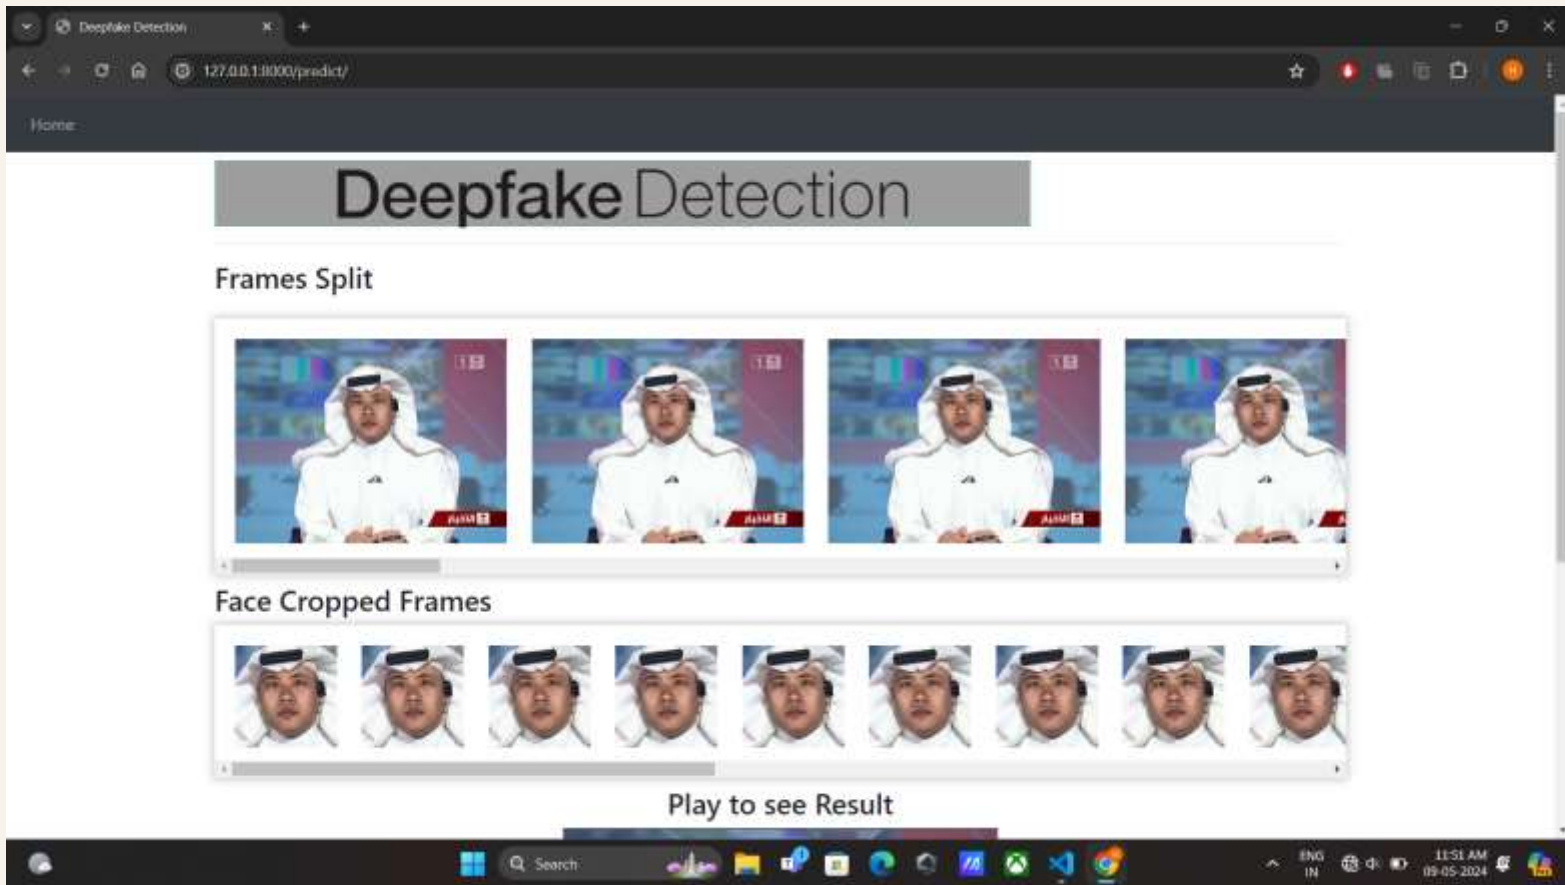 Deepfake Detection
127.0.0.1:8000/predict/
Home
Deepfake Detection
Frames Split
Face Cropped Frames
Play to see Result
Search
ENG
IN
11:51 AM
09-05-2024